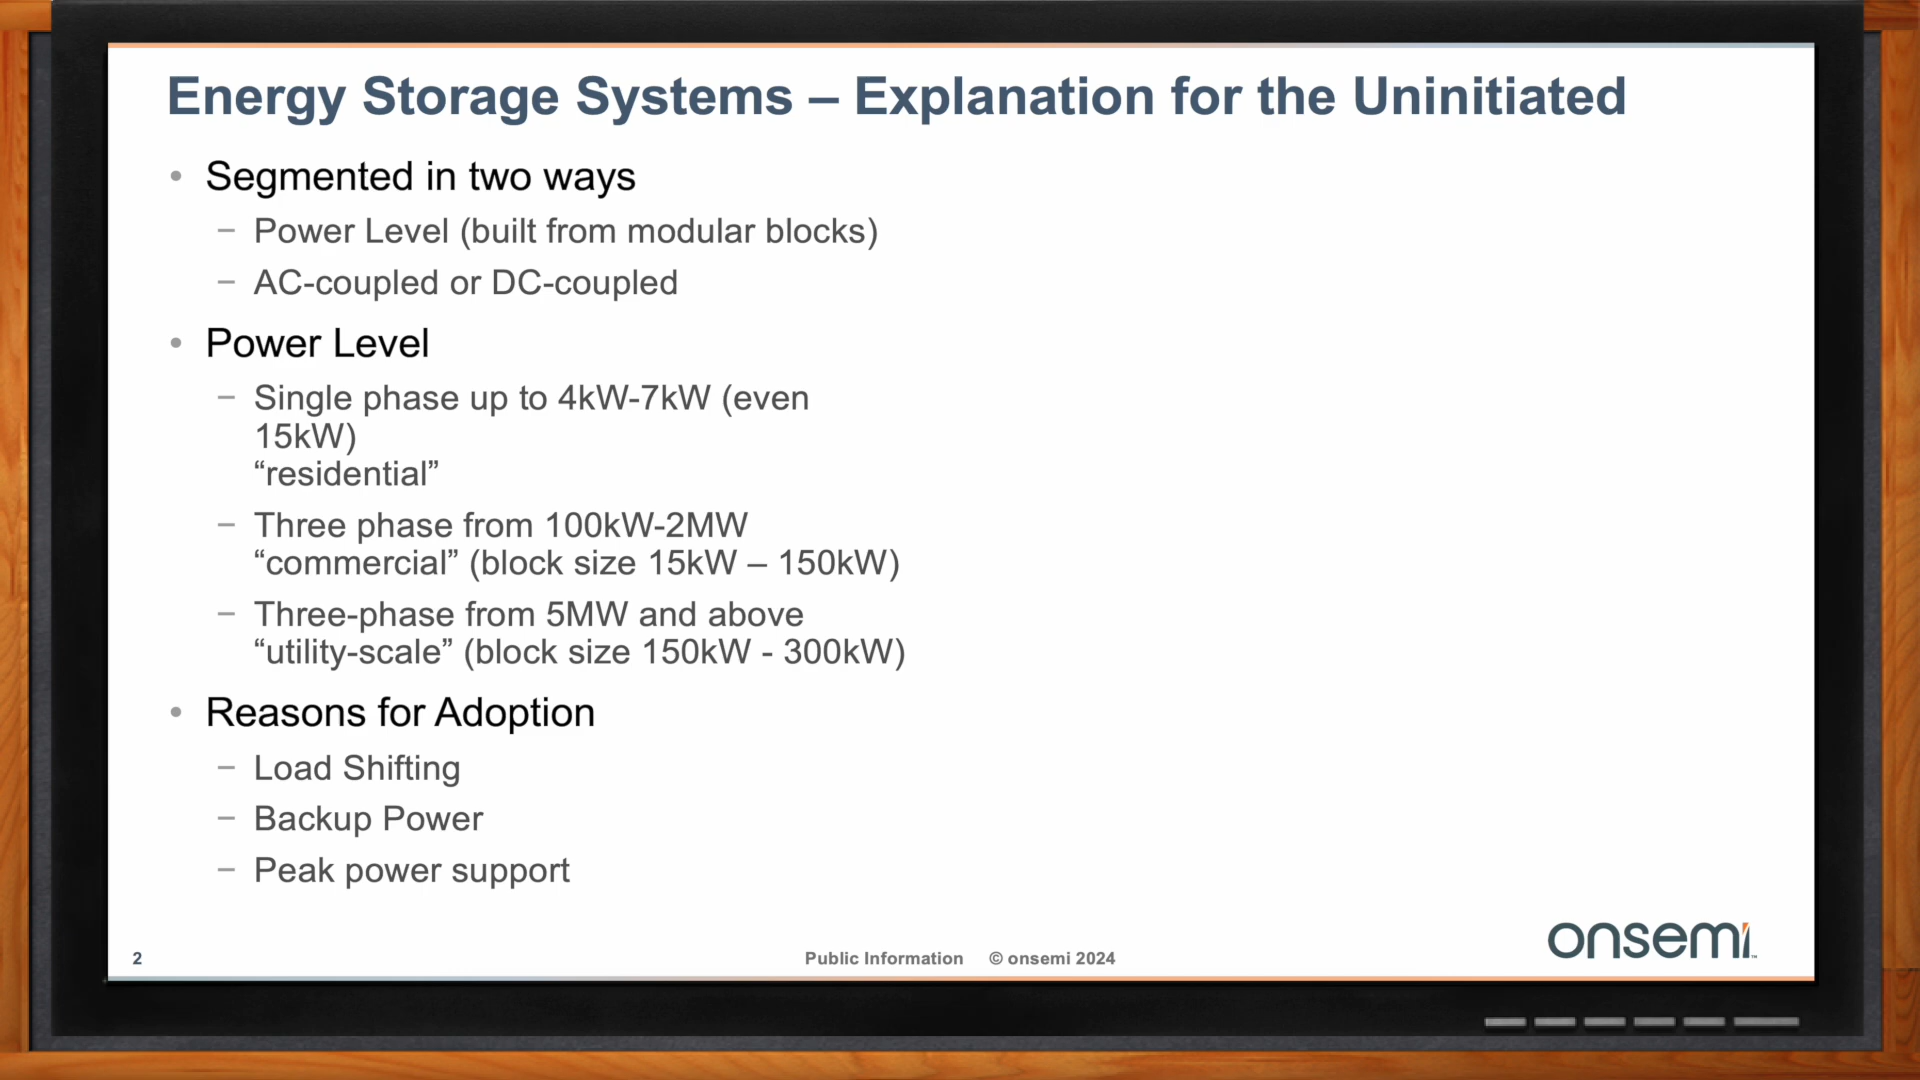 Energy Storage Systems – Explanation for the Uninitiated
• Segmented in two ways
– Power Level (built from modular blocks)
– AC-coupled or DC-coupled
• Power Level
– Single phase up to 4kW-7kW (even
15kW)
“residential”
– Three phase from 100kW-2MW
“commercial” (block size 15kW – 150kW)
– Three-phase from 5MW and above
“utility-scale” (block size 150kW - 300kW)
• Reasons for Adoption
– Load Shifting
– Backup Power
– Peak power support
onsemi™
2
Public Information © onsemi 2024